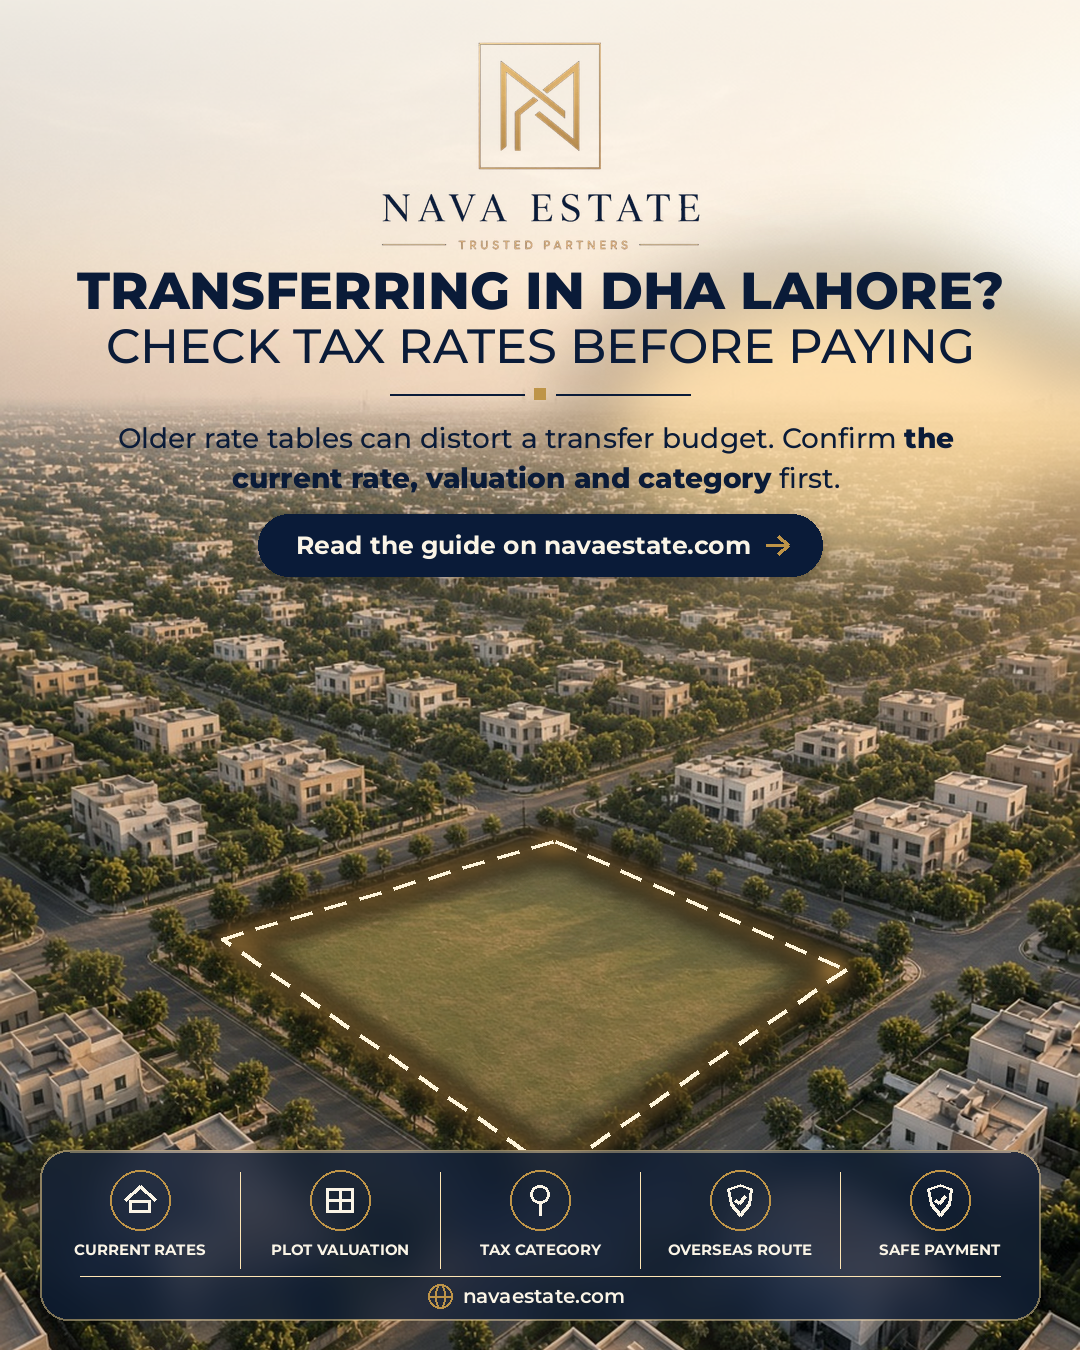 NAVA ESTATE
TRUSTED PARTNERS
TRANSFERRING IN DHA LAHORE?
CHECK TAX RATES BEFORE PAYING
Older rate tables can distort a transfer budget. Confirm the
current rate, valuation and category first.
Read the guide on navaestate.com
CURRENT RATES
PLOT VALUATION
TAX CATEGORY
OVERSEAS ROUTE
SAFE PAYMENT
navaestate.com